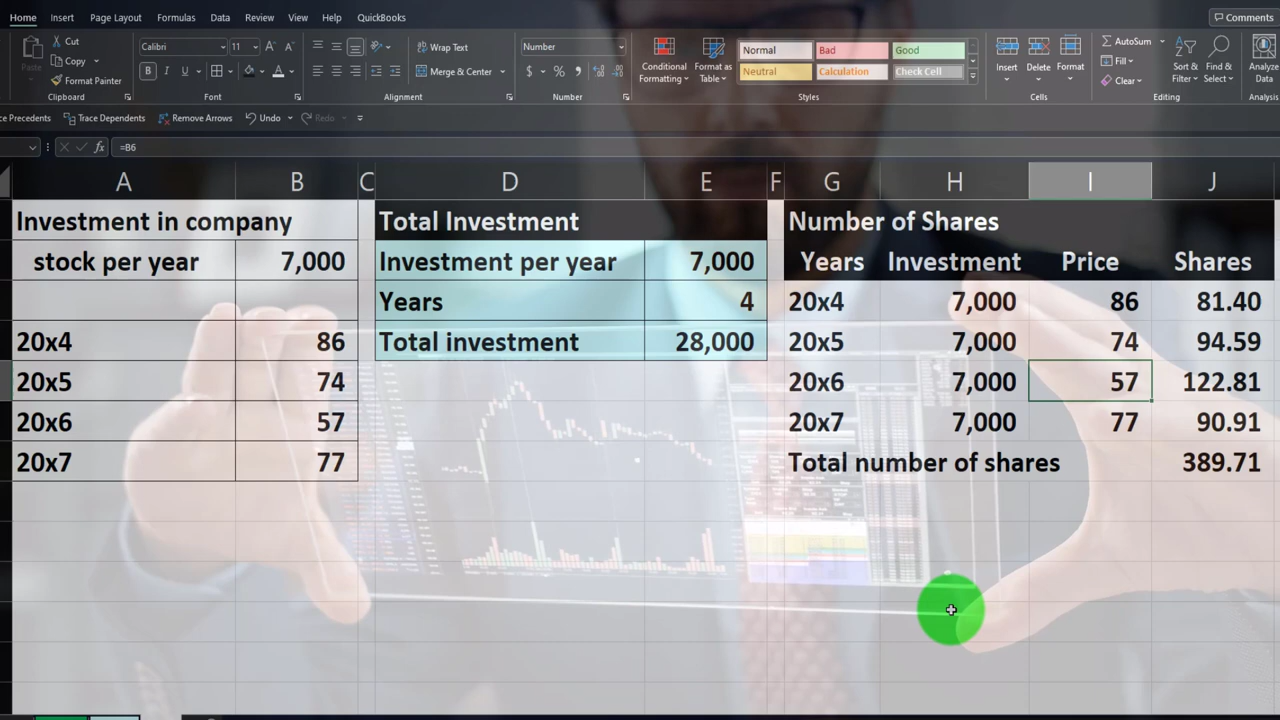 Home Insert Page Layout Formulas Data Review View Help QuickBooks Comments
Cut
Copy
Paste
Format Painter
Clipboard
Calibri 11 A A
B I U A
Font
Wrap Text
Merge & Center
Alignment
Number
$ % 9
Number
Conditional Formatting
Format as Table
Normal Bad Good
Neutral Calculation Check Cell
Styles
Insert Delete Format
Cells
AutoSum
Fill
Clear
Sort & Filter
Find & Select
Editing
Analyze Data
Analysis
ce Precedents Trace Dependents Remove Arrows Undo Redo
fx =B6
A B C D E F G H I J
Investment in company Total Investment Number of Shares
stock per year 7,000 Investment per year 7,000 Years Investment Price Shares
Years 4 20x4 7,000 86 81.40
20x4 86 Total investment 28,000 20x5 7,000 74 94.59
20x5 74 20x6 7,000 57 122.81
20x6 57 20x7 7,000 77 90.91
20x7 77 Total number of shares 389.71